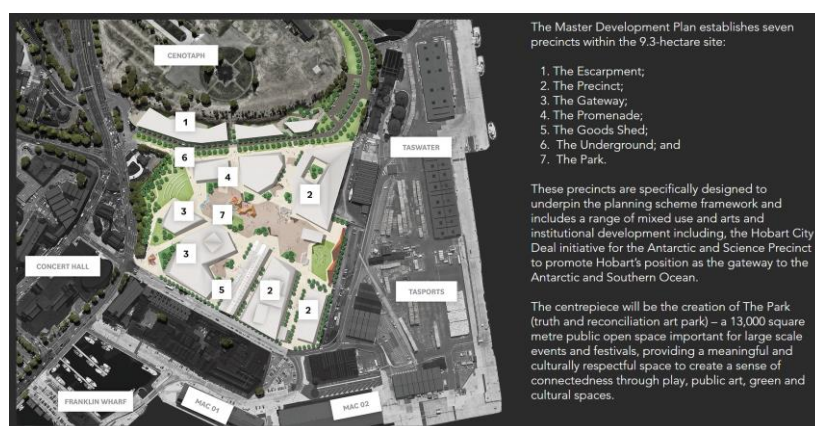 CENOTAPH
1
TASWATER
6
4
2
3
7
3
CONCERT HALL
5
2
2
TASPORTS
FRANKLIN WHARF
MAC 01
MAC 02
The Master Development Plan establishes seven
precincts within the 9.3-hectare site:
1. The Escarpment;
2. The Precinct;
3. The Gateway;
4. The Promenade;
5. The Goods Shed;
6. The Underground; and
7. The Park.
These precincts are specifically designed to
underpin the planning scheme framework and
includes a range of mixed use and arts and
institutional development including, the Hobart City
Deal initiative for the Antarctic and Science Precinct
to promote Hobart's position as the gateway to the
Antarctic and Southern Ocean.
The centrepiece will be the creation of The Park
(truth and reconciliation art park) – a 13,000 square
metre public open space important for large scale
events and festivals, providing a meaningful and
culturally respectful space to create a sense of
connectedness through play, public art, green and
cultural spaces.